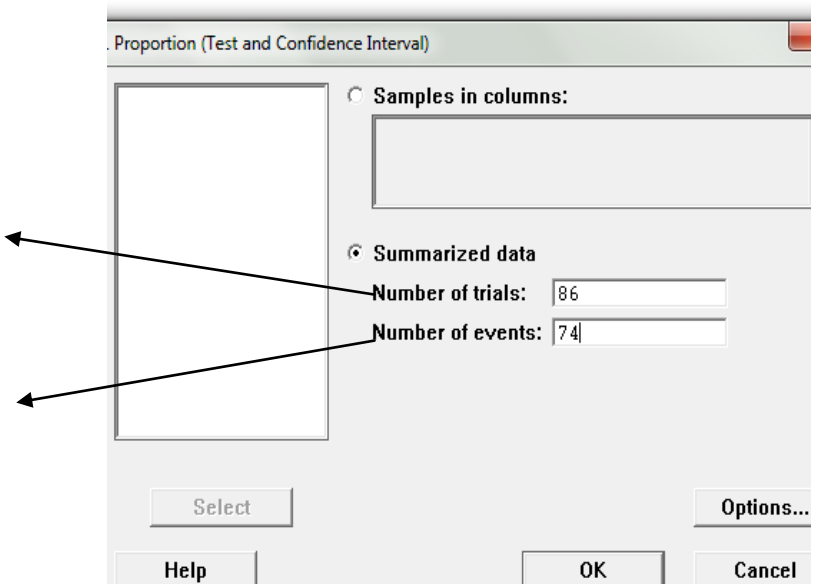 . Proportion (Test and Confidence Interval)
Samples in columns:
Summarized data
Number of trials: 86
Number of events: 74
Select
Options...
Help
OK
Cancel